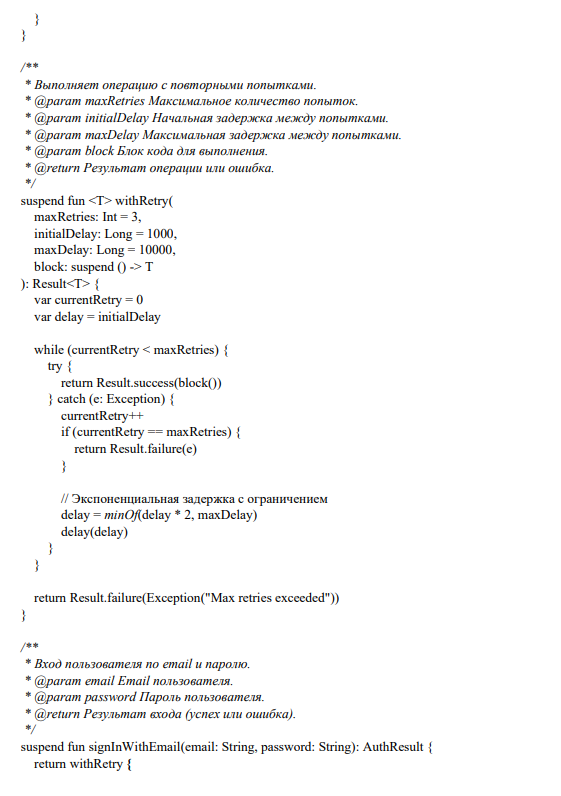 }
}

/**
 * Выполняет операцию с повторными попытками.
 * @param maxRetries Максимальное количество попыток.
 * @param initialDelay Начальная задержка между попытками.
 * @param maxDelay Максимальная задержка между попытками.
 * @param block Блок кода для выполнения.
 * @return Результат операции или ошибка.
 */
suspend fun <T> withRetry(
    maxRetries: Int = 3,
    initialDelay: Long = 1000,
    maxDelay: Long = 10000,
    block: suspend () -> T
): Result<T> {
    var currentRetry = 0
    var delay = initialDelay

    while (currentRetry < maxRetries) {
        try {
            return Result.success(block())
        } catch (e: Exception) {
            currentRetry++
            if (currentRetry == maxRetries) {
                return Result.failure(e)
            }

            // Экспоненциальная задержка с ограничением
            delay = minOf(delay * 2, maxDelay)
            delay(delay)
        }
    }

    return Result.failure(Exception("Max retries exceeded"))
}

/**
 * Вход пользователя по email и паролю.
 * @param email Email пользователя.
 * @param password Пароль пользователя.
 * @return Результат входа (успех или ошибка).
 */
suspend fun signInWithEmail(email: String, password: String): AuthResult {
    return withRetry {